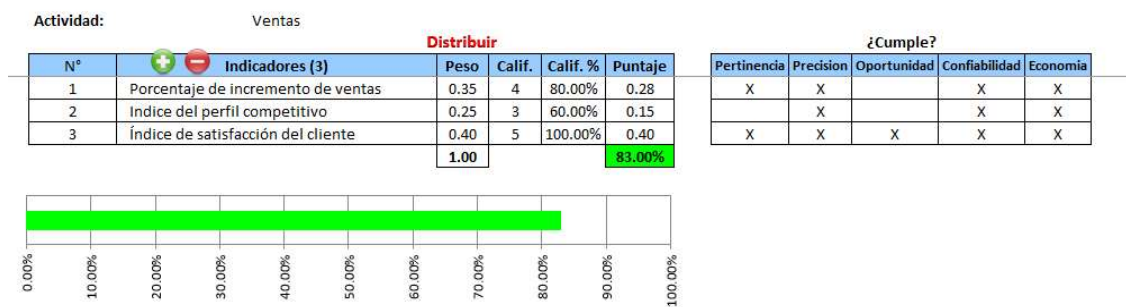 Actividad: Ventas
Distribuir ¿Cumple?
N° Indicadores (3) Peso Calif. Calif. % Puntaje Pertinencia Precision Oportunidad Confiabilidad Economia
1 Porcentaje de incremento de ventas 0.35 4 80.00% 0.28 X X X X
2 Indice del perfil competitivo 0.25 3 60.00% 0.15 X X X
3 Índice de satisfacción del cliente 0.40 5 100.00% 0.40 X X X X X
1.00 83.00%
0.00% 10.00% 20.00% 30.00% 40.00% 50.00% 60.00% 70.00% 80.00% 90.00% 100.00%